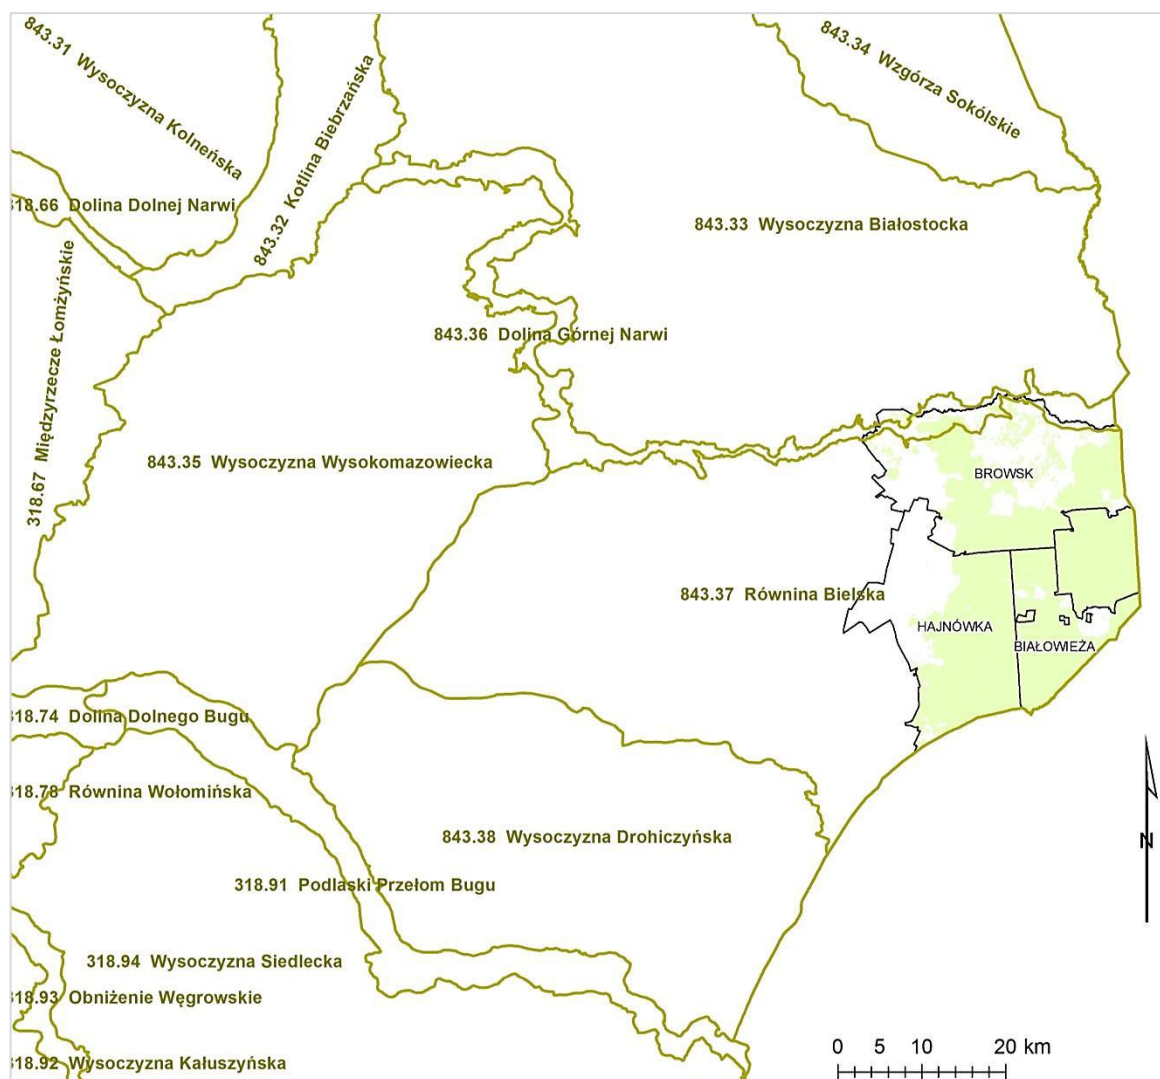 843.31 Wysoczyzna Kolneńska
843.32 Kotlina Biebrzańska
843.34 Wzgórza Sokólskie
318.66 Dolina Dolnej Narwi
843.33 Wysoczyzna Białostocka
318.67 Międzyrzecze Łomżyńskie
843.36 Dolina Górnej Narwi
843.35 Wysoczyzna Wysokomazowiecka
BROWSK
843.37 Równina Bielska
HAJNÓWKA
BIAŁOWIEŻA
318.74 Dolina Dolnego Bugu
318.78 Równina Wołomińska
843.38 Wysoczyzna Drohiczyńska
N
318.91 Podlaski Przełom Bugu
318.94 Wysoczyzna Siedlecka
318.93 Obniżenie Węgrowskie
318.92 Wysoczyzna Kałuszyńska
0 5 10 20 km